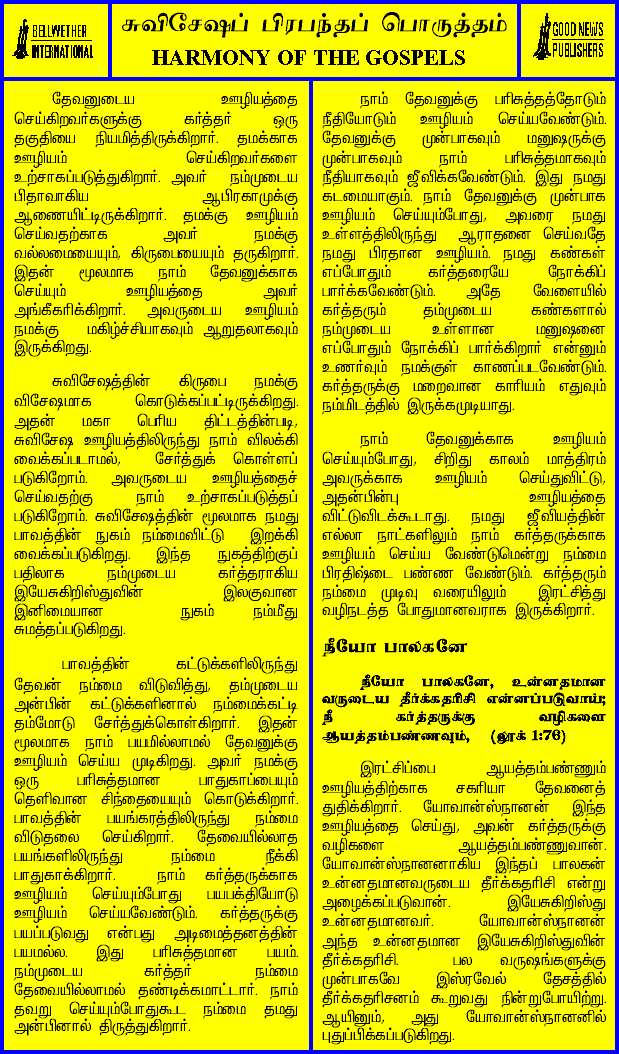 BELLWETHER
INTERNATIONAL
சுவிசேஷப் பிரபந்தப் பொருத்தம்
HARMONY OF THE GOSPELS
GOOD NEWS
PUBLISHERS
தேவனுடைய ஊழியத்தை
செய்கிறவர்களுக்கு கர்த்தர் ஒரு
தகுதியை நியமித்திருக்கிறார். தமக்காக
ஊழியம் செய்கிறவர்களை
உற்சாகப்படுத்துகிறார். அவர் நம்முடைய
பிதாவாகிய ஆபிரகாமுக்கு
ஆணையிட்டிருக்கிறார். தமக்கு ஊழியம்
செய்வதற்காக அவர் நமக்கு
வல்லமையையும், கிருபையையும் தருகிறார்.
இதன் மூலமாக நாம் தேவனுக்காக
செய்யும் ஊழியத்தை அவர்
அங்கீகரிக்கிறார். அவருடைய ஊழியம்
நமக்கு மகிழ்ச்சியாகவும் ஆறுதலாகவும்
இருக்கிறது.
சுவிசேஷத்தின் கிருபை நமக்கு
விசேஷமாக கொடுக்கப்பட்டிருக்கிறது.
அதன் மகா பெரிய திட்டத்தின்படி,
சுவிசேஷ ஊழியத்திலிருந்து நாம் விலக்கி
வைக்கப்படாமல், சேர்த்துக் கொள்ளப்
படுகிறோம். அவருடைய ஊழியத்தைச்
செய்வதற்கு நாம் உற்சாகப்படுத்தப்
படுகிறோம். சுவிசேஷத்தின் மூலமாக நமது
பாவத்தின் நுகம் நம்மைவிட்டு இறக்கி
வைக்கப்படுகிறது. இந்த நுகத்திற்குப்
பதிலாக நம்முடைய கர்த்தராகிய
இயேசுகிறிஸ்துவின் இலகுவான
இனிமையான நுகம் நம்மீது
சுமத்தப்படுகிறது.
பாவத்தின் கட்டுக்களிலிருந்து
தேவன் நம்மை விடுவித்து, தம்முடைய
அன்பின் கட்டுக்களினால் நம்மைக்கட்டி
தம்மோடு சேர்த்துக்கொள்கிறார். இதன்
மூலமாக நாம் பயமில்லாமல் தேவனுக்கு
ஊழியம் செய்ய முடிகிறது. அவர் நமக்கு
ஒரு பரிசுத்தமான பாதுகாப்பையும்
தெளிவான சிந்தையையும் கொடுக்கிறார்.
பாவத்தின் பயங்கரத்திலிருந்து நம்மை
விடுதலை செய்கிறார். தேவையில்லாத
பயங்களிலிருந்து நம்மை நீக்கி
பாதுகாக்கிறார். நாம் கர்த்தருக்காக
ஊழியம் செய்யும்போது பயபக்தியோடு
ஊழியம் செய்யவேண்டும். கர்த்தருக்கு
பயப்படுவது என்பது அடிமைத்தனத்தின்
பயமல்ல. இது பரிசுத்தமான பயம்.
நம்முடைய கர்த்தர் நம்மை
தேவையில்லாமல் தண்டிக்கமாட்டார். நாம்
தவறு செய்யும்போதுகூட நம்மை தமது
அன்பினால் திருத்துகிறார்.
நாம் தேவனுக்கு பரிசுத்தத்தோடும்
நீதியோடும் ஊழியம் செய்யவேண்டும்.
தேவனுக்கு முன்பாகவும் மனுஷருக்கு
முன்பாகவும் நாம் பரிசுத்தமாகவும்
நீதியாகவும் ஜீவிக்கவேண்டும். இது நமது
கடமையாகும். நாம் தேவனுக்கு முன்பாக
ஊழியம் செய்யும்போது, அவரை நமது
உள்ளத்திலிருந்து ஆராதனை செய்வதே
நமது பிரதான ஊழியம். நமது கண்கள்
எப்போதும் கர்த்தரையே நோக்கிப்
பார்க்கவேண்டும். அதே வேளையில்
கர்த்தரும் தம்முடைய கண்களால்
நம்முடைய உள்ளான மனுஷனை
எப்போதும் நோக்கிப் பார்க்கிறார் என்னும்
உணர்வும் நமக்குள் காணப்படவேண்டும்.
கர்த்தருக்கு மறைவான காரியம் எதுவும்
நம்மிடத்தில் இருக்கமுடியாது.
நாம் தேவனுக்காக ஊழியம்
செய்யும்போது, சிறிது காலம் மாத்திரம்
அவருக்காக ஊழியம் செய்துவிட்டு,
அதன்பின்பு ஊழியத்தை
விட்டுவிடக்கூடாது. நமது ஜீவியத்தின்
எல்லா நாட்களிலும் நாம் கர்த்தருக்காக
ஊழியம் செய்ய வேண்டுமென்று நம்மை
பிரதிஷ்டை பண்ண வேண்டும். கர்த்தரும்
நம்மை முடிவு வரையிலும் இரட்சித்து
வழிநடத்த போதுமானவராக இருக்கிறார்.
நீயோ பாலகனே
நீயோ பாலகனே, உன்னதமான
வருடைய தீர்க்கதரிசி என்னப்படுவாய்;
நீ கர்த்தருக்கு வழிகளை
ஆயத்தம்பண்ணவும், (லூக் 1:76)
இரட்சிப்பை ஆயத்தம்பண்ணும்
ஊழியத்திற்காக சகரியா தேவனைத்
துதிக்கிறார். யோவான்ஸ்நானன் இந்த
ஊழியத்தை செய்து, அவன் கர்த்தருக்கு
வழிகளை ஆயத்தம்பண்ணுவான்.
யோவான்ஸ்நானனாகிய இந்தப் பாலகன்
உன்னதமானவருடைய தீர்க்கதரிசி என்று
அழைக்கப்படுவான். இயேசுகிறிஸ்து
உன்னதமானவர். யோவான்ஸ்நானன்
அந்த உன்னதமான இயேசுகிறிஸ்துவின்
தீர்க்கதரிசி. பல வருஷங்களுக்கு
முன்பாகவே இஸ்ரவேல் தேசத்தில்
தீர்க்கதரிசனம் கூறுவது நின்றுபோயிற்று.
ஆயினும், அது யோவான்ஸ்நானனில்
புதுப்பிக்கப்படுகிறது.